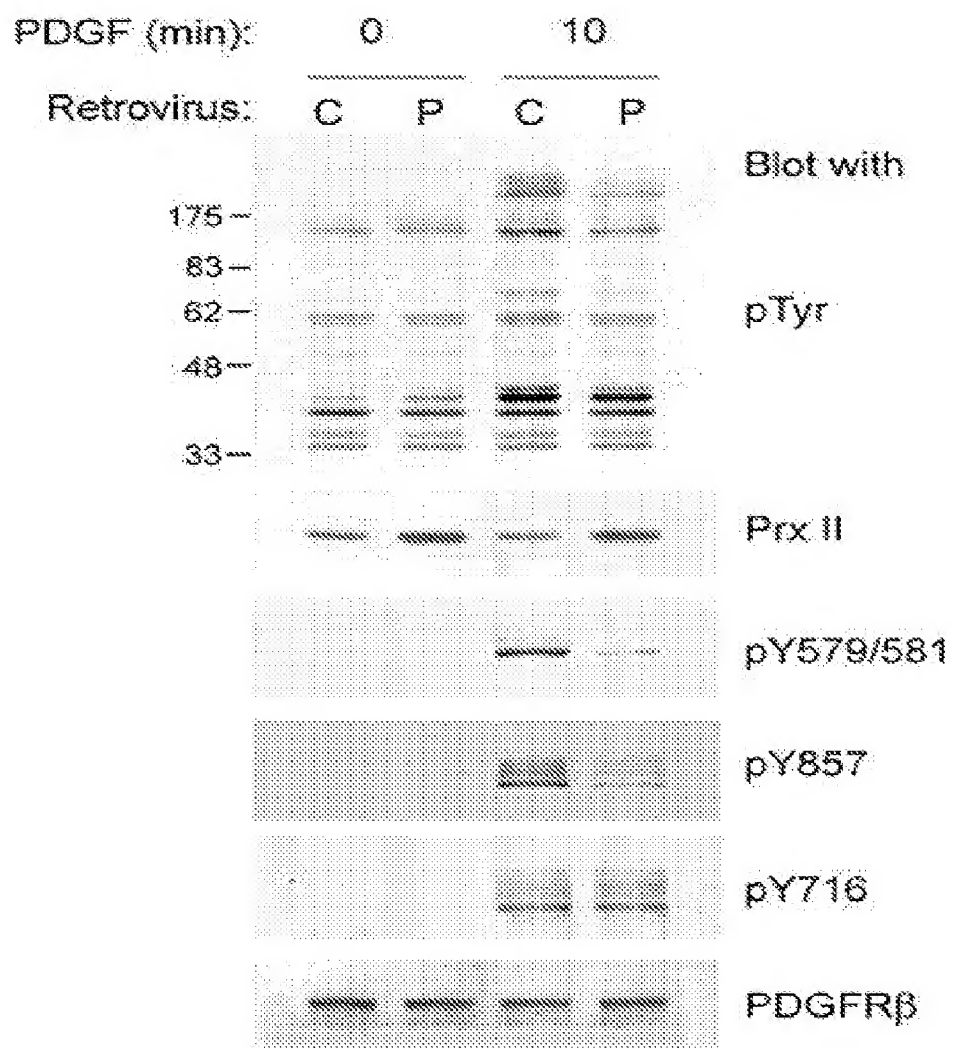 PDGF (min): 0 10
Retrovirus: C P C P
Blot with
175
83
62
pTyr
48
33
Prx II
pY579/581
pY857
pY716
PDGFRβ